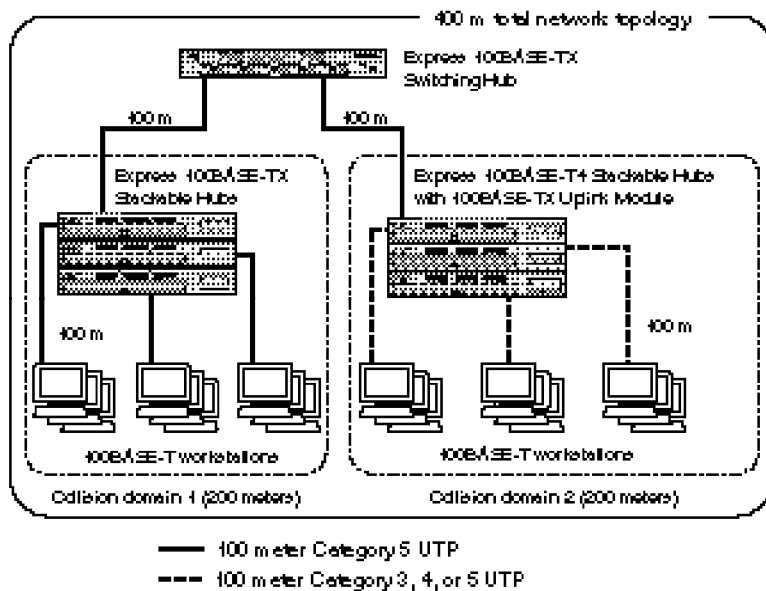 400 m total network topology
Express 100BASE-TX
Switching Hub
100 m
100 m
Express 100BASE-TX
Stackable Hubs
Express 100BASE-T4 Stackable Hubs
with 100BASE-TX Uplink Module
100 m
100 m
100BASE-T workstations
100BASE-T workstations
Collision domain 1 (200 meters)
Collision domain 2 (200 meters)
100 meter Category 5 UTP
100 meter Category 3, 4, or 5 UTP